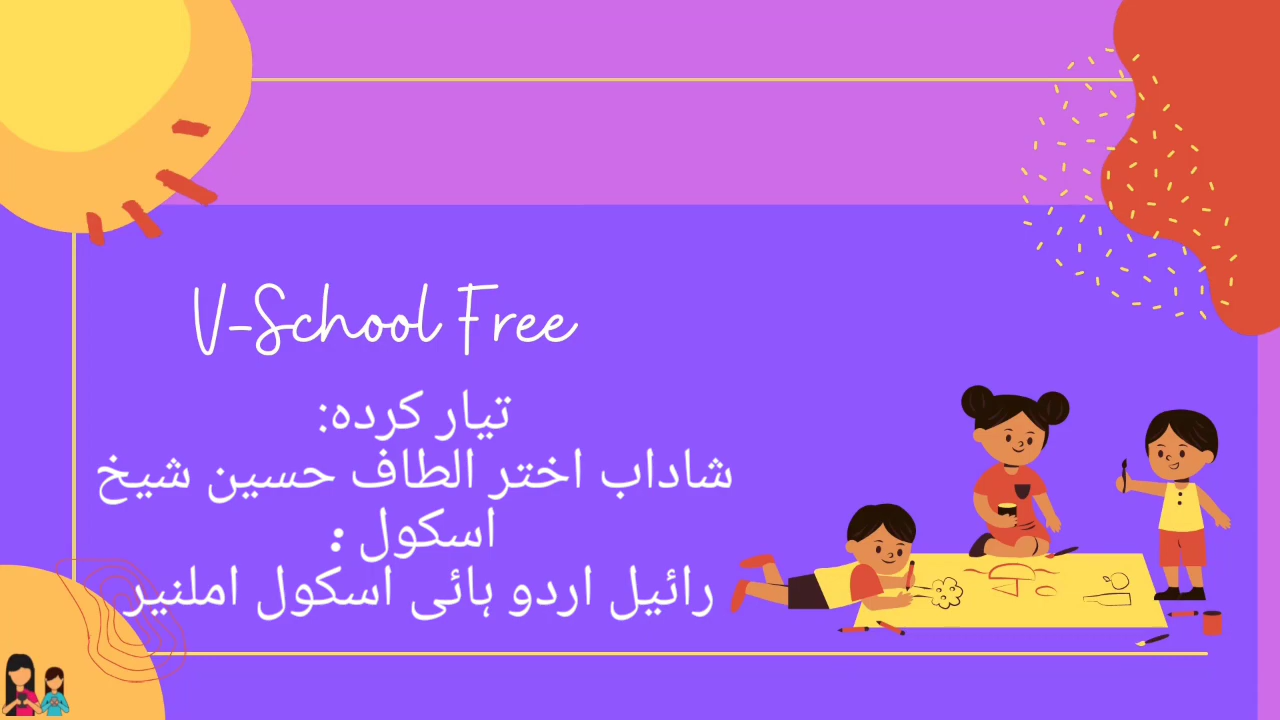 V-School Free
تیار کردہ:
شاداب اختر الطاف حسین شیخ
اسکول :
رائیل اردو ہائی اسکول املنیر